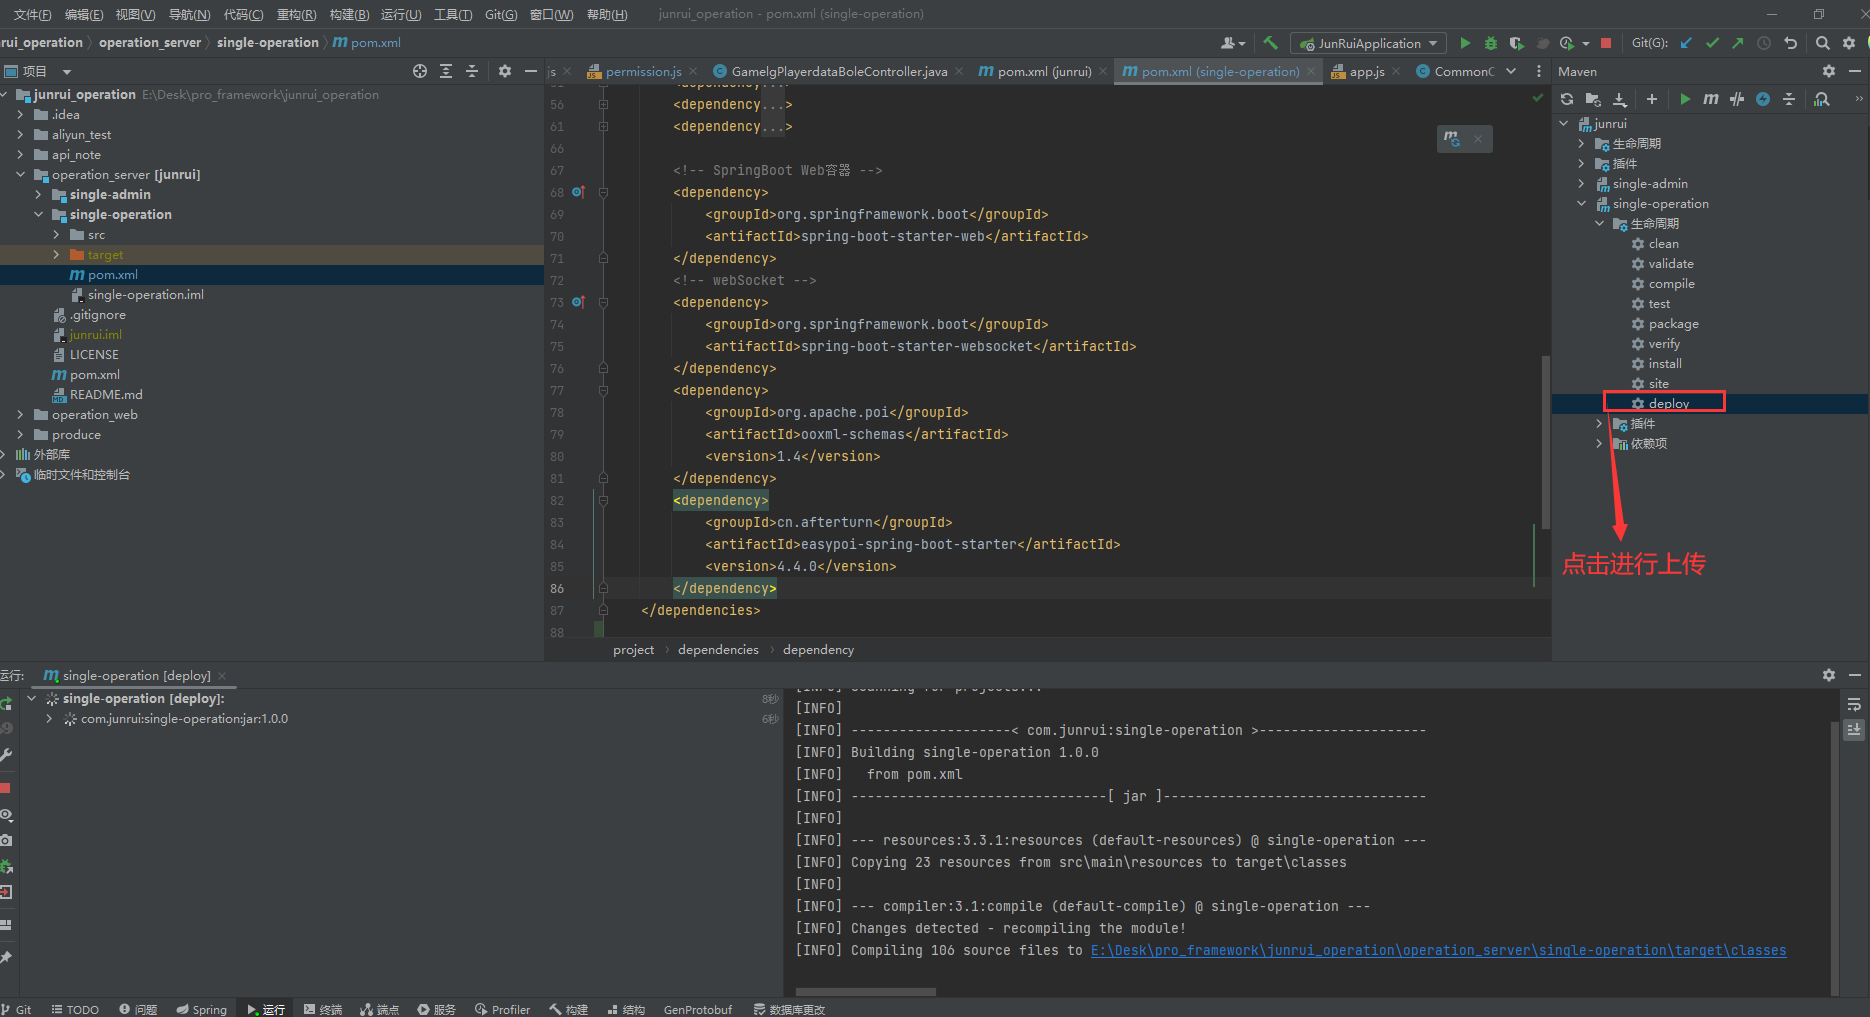 文件(F) 编辑(E) 视图(V) 导航(N) 代码(C) 重构(R) 构建(B) 运行(U) 工具(T) Git(G) 窗口(W) 帮助(H) junrui_operation - pom.xml (single-operation)
rui_operation operation_server single-operation pom.xml
JunRuiApplication Git(G):
项目
js permission.js GamelgPlayerdataBoleController.java pom.xml (junrui) pom.xml (single-operation) app.js CommonC
Maven
junrui_operation E:\Desk\pro_framework\junrui_operation
.idea
aliyun_test
api_note
operation_server [junrui]
single-admin
single-operation
src
target
pom.xml
single-operation.iml
.gitignore
junrui.iml
LICENSE
pom.xml
README.md
operation_web
produce
外部库
临时文件和控制台
<dependency...>
56 <dependency...>
61 <dependency...>
66
67 <!-- SpringBoot Web容器 -->
68 <dependency>
69 <groupId>org.springframework.boot</groupId>
70 <artifactId>spring-boot-starter-web</artifactId>
71 </dependency>
72 <!-- webSocket -->
73 <dependency>
74 <groupId>org.springframework.boot</groupId>
75 <artifactId>spring-boot-starter-websocket</artifactId>
76 </dependency>
77 <dependency>
78 <groupId>org.apache.poi</groupId>
79 <artifactId>ooxml-schemas</artifactId>
80 <version>1.4</version>
81 </dependency>
82 <dependency>
83 <groupId>cn.afterturn</groupId>
84 <artifactId>easypoi-spring-boot-starter</artifactId>
85 <version>4.4.0</version>
86 </dependency>
87 </dependencies>
88
project dependencies dependency
junrui
生命周期
插件
single-admin
single-operation
生命周期
clean
validate
compile
test
package
verify
install
site
deploy
插件
依赖项
点击进行上传
运行: single-operation [deploy]
single-operation [deploy]: 8秒
com.junrui:single-operation:jar:1.0.0 6秒
[INFO] Scanning for projects...
[INFO]
[INFO] --------------------< com.junrui:single-operation >---------------------
[INFO] Building single-operation 1.0.0
[INFO]   from pom.xml
[INFO] --------------------------------[ jar ]---------------------------------
[INFO]
[INFO] --- resources:3.3.1:resources (default-resources) @ single-operation ---
[INFO] Copying 23 resources from src\main\resources to target\classes
[INFO]
[INFO] --- compiler:3.1:compile (default-compile) @ single-operation ---
[INFO] Changes detected - recompiling the module!
[INFO] Compiling 106 source files to E:\Desk\pro_framework\junrui_operation\operation_server\single-operation\target\classes
Git TODO 问题 Spring 运行 终端 端点 服务 Profiler 构建 结构 GenProtobuf 数据库更改